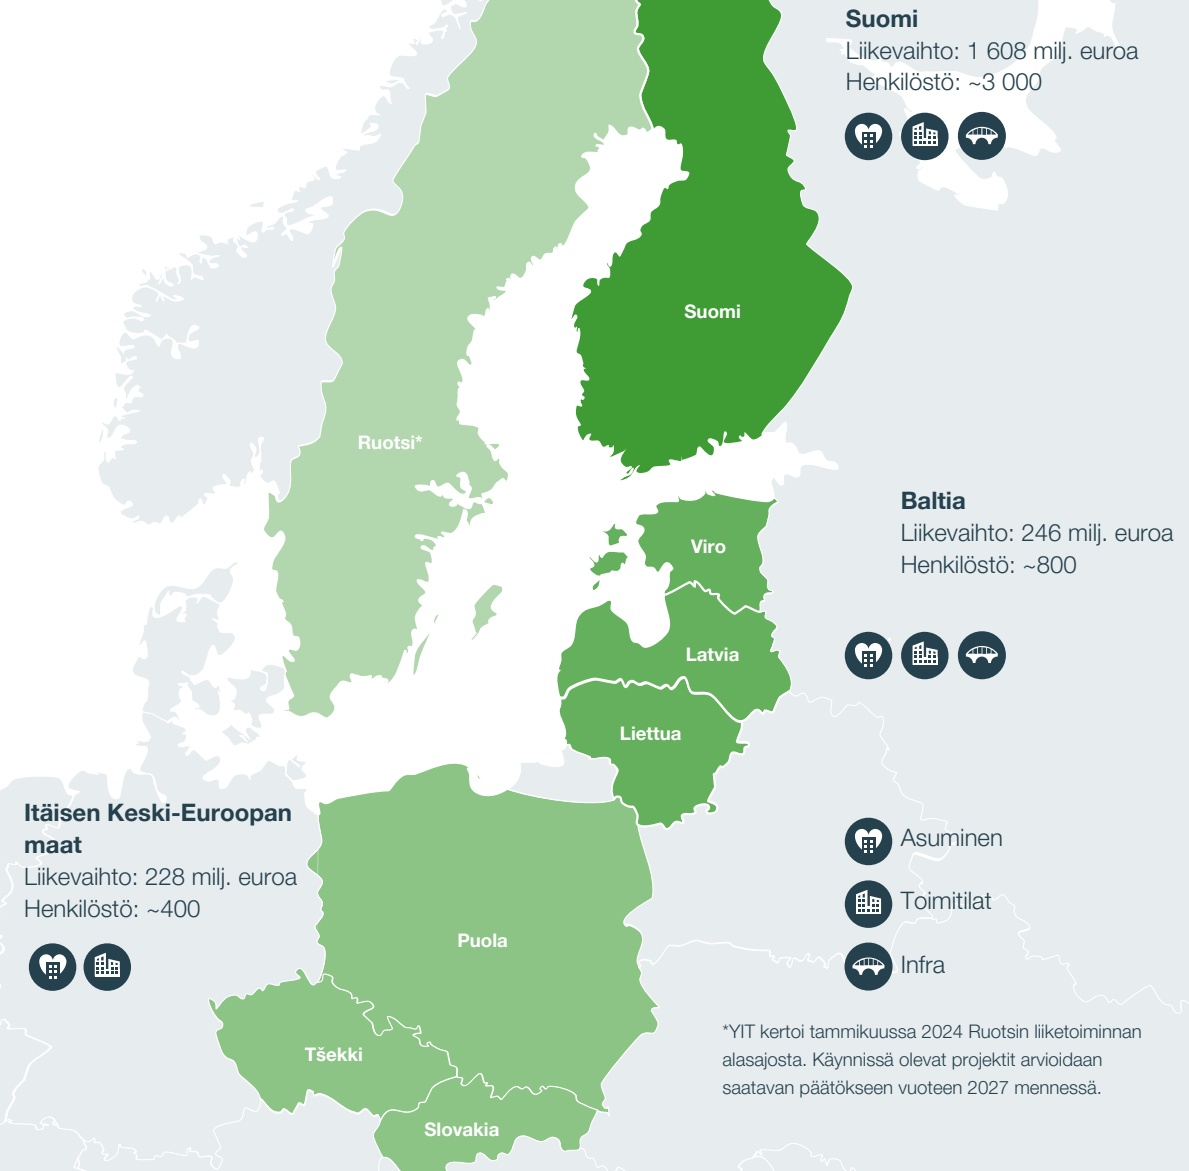 Suomi
Liikevaihto: 1 608 milj. euroa
Henkilöstö: ~3 000
Suomi
Ruotsi*
Baltia
Liikevaihto: 246 milj. euroa
Henkilöstö: ~800
Viro
Latvia
Liettua
Itäisen Keski-Euroopan
maat
Liikevaihto: 228 milj. euroa
Henkilöstö: ~400
Puola
Tšekki
Slovakia
Asuminen
Toimitilat
Infra
*YIT kertoi tammikuussa 2024 Ruotsin liiketoiminnan
alasajosta. Käynnissä olevat projektit arvioidaan
saatavan päätökseen vuoteen 2027 mennessä.